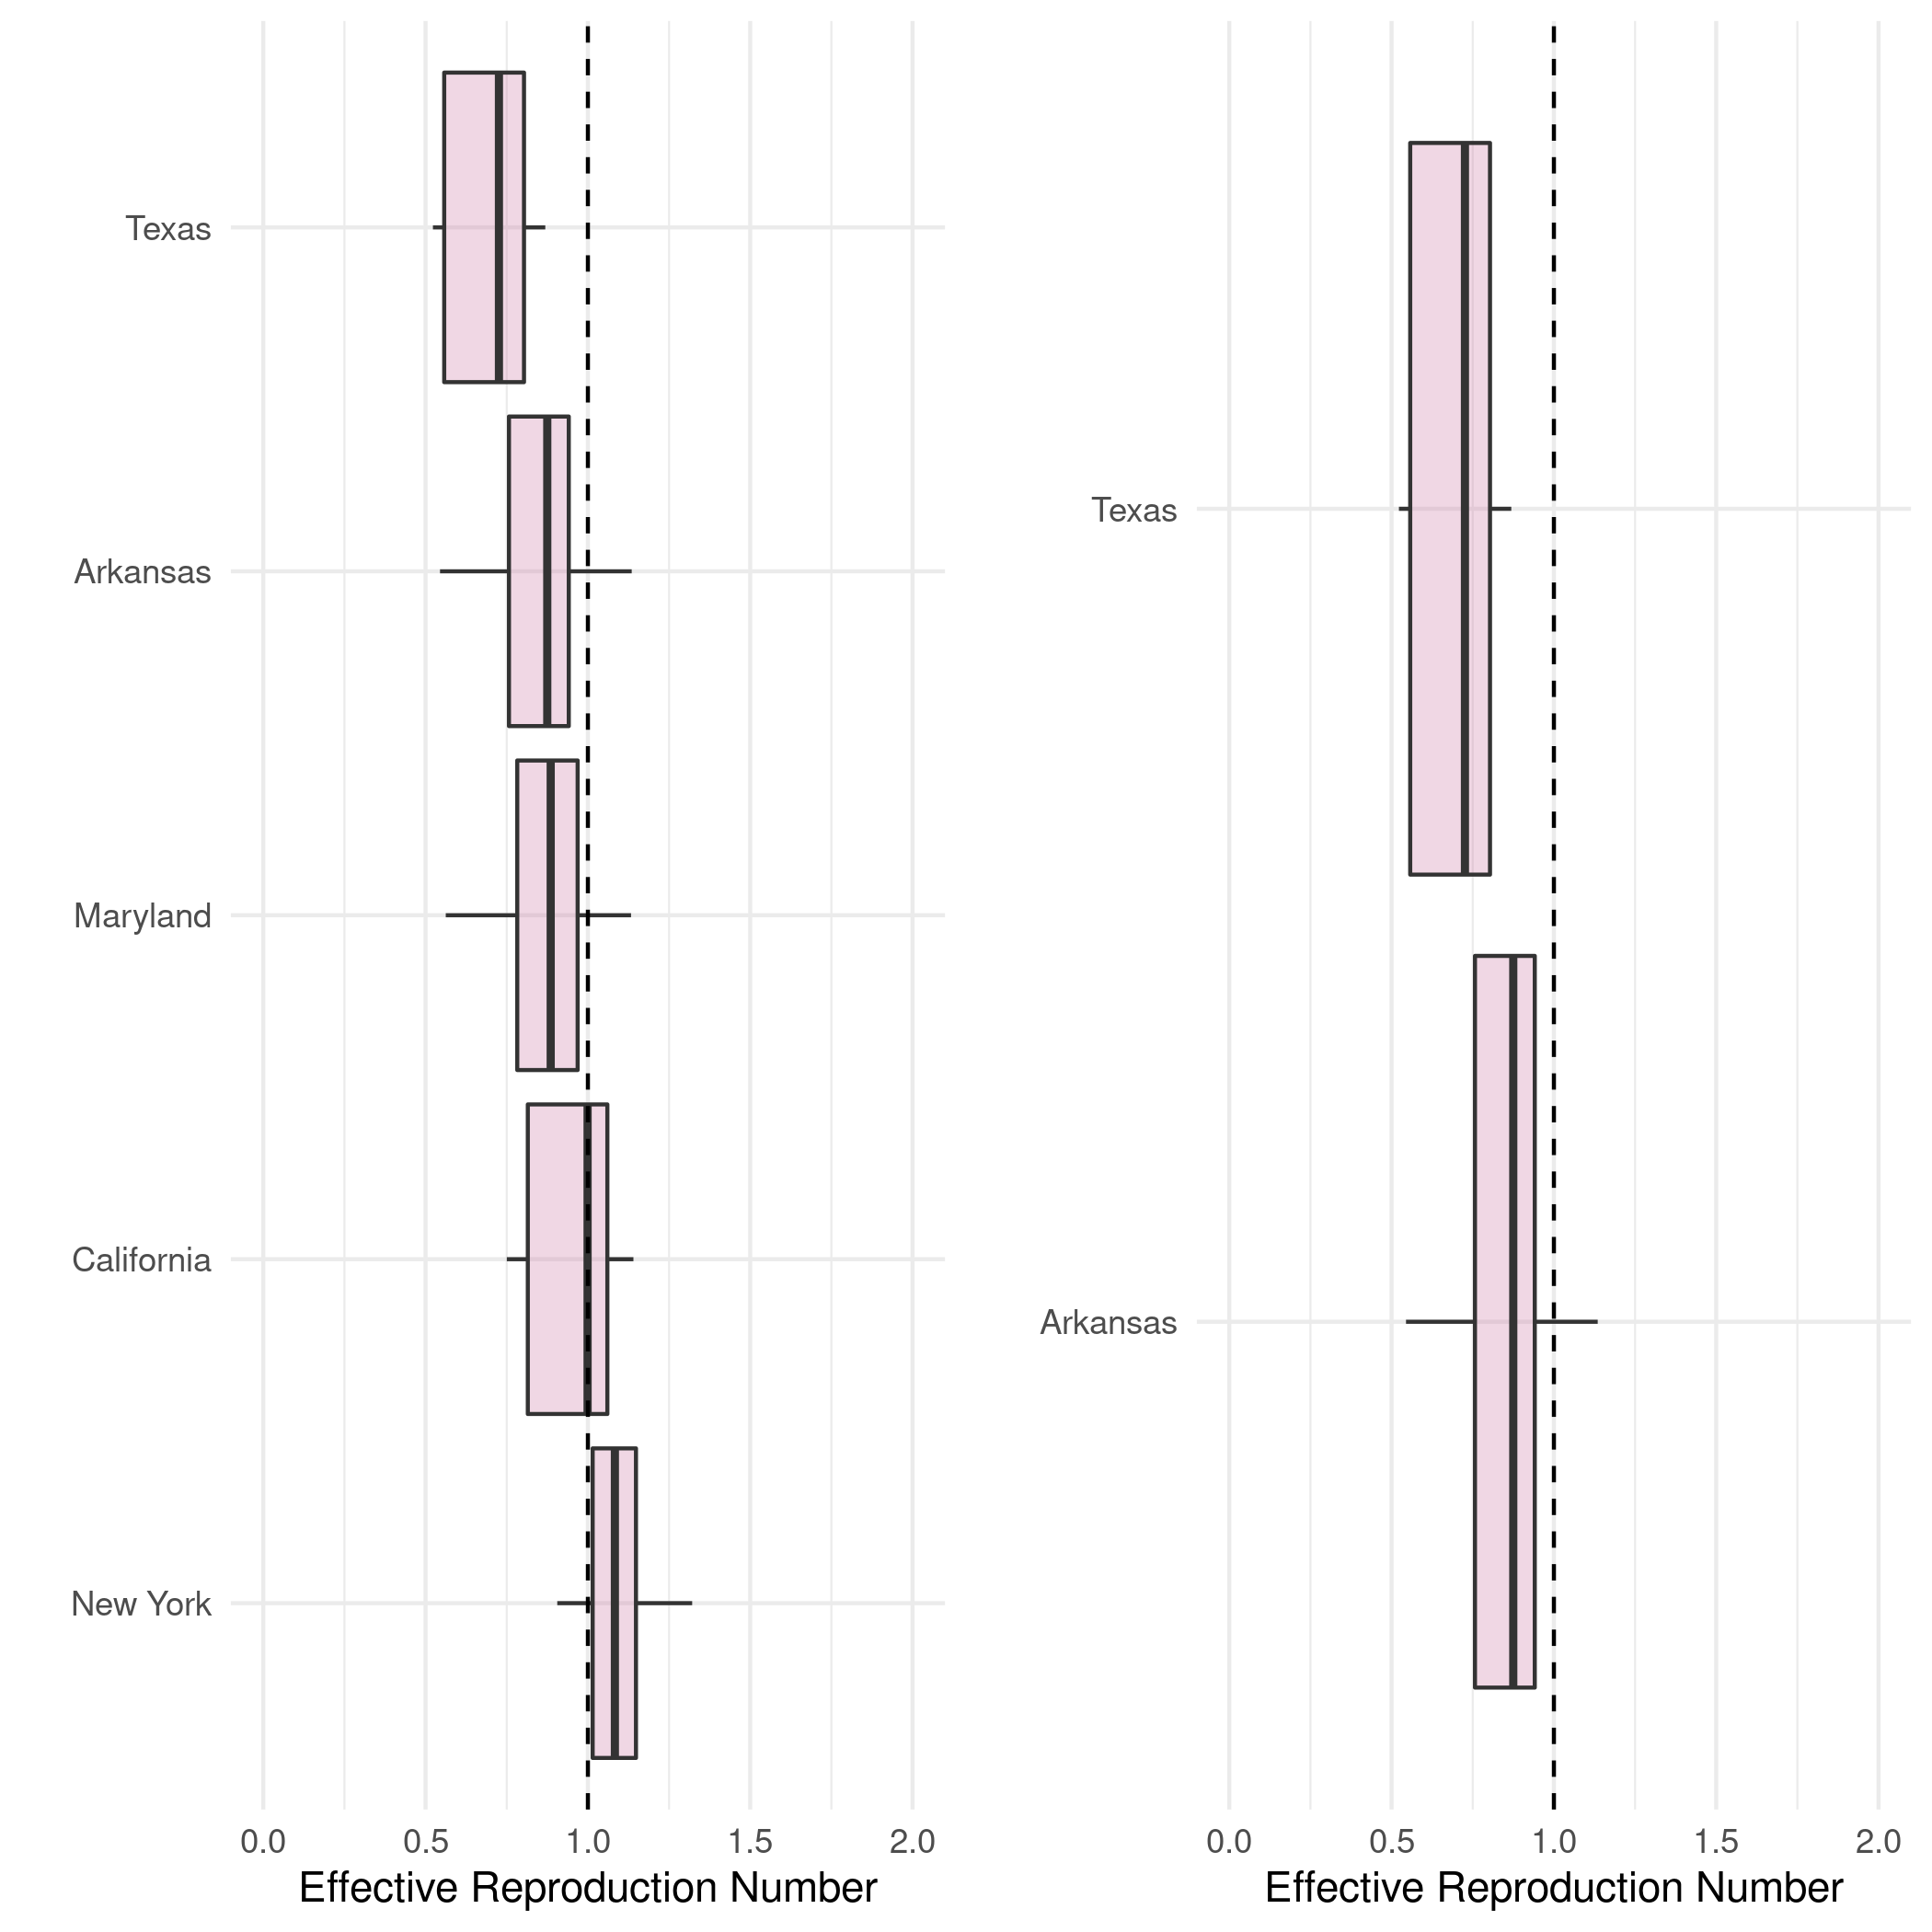 Texas
Arkansas
Maryland
California
New York
0.0 0.5 1.0 1.5 2.0
Effective Reproduction Number
Texas
Arkansas
0.0 0.5 1.0 1.5 2.0
Effective Reproduction Number